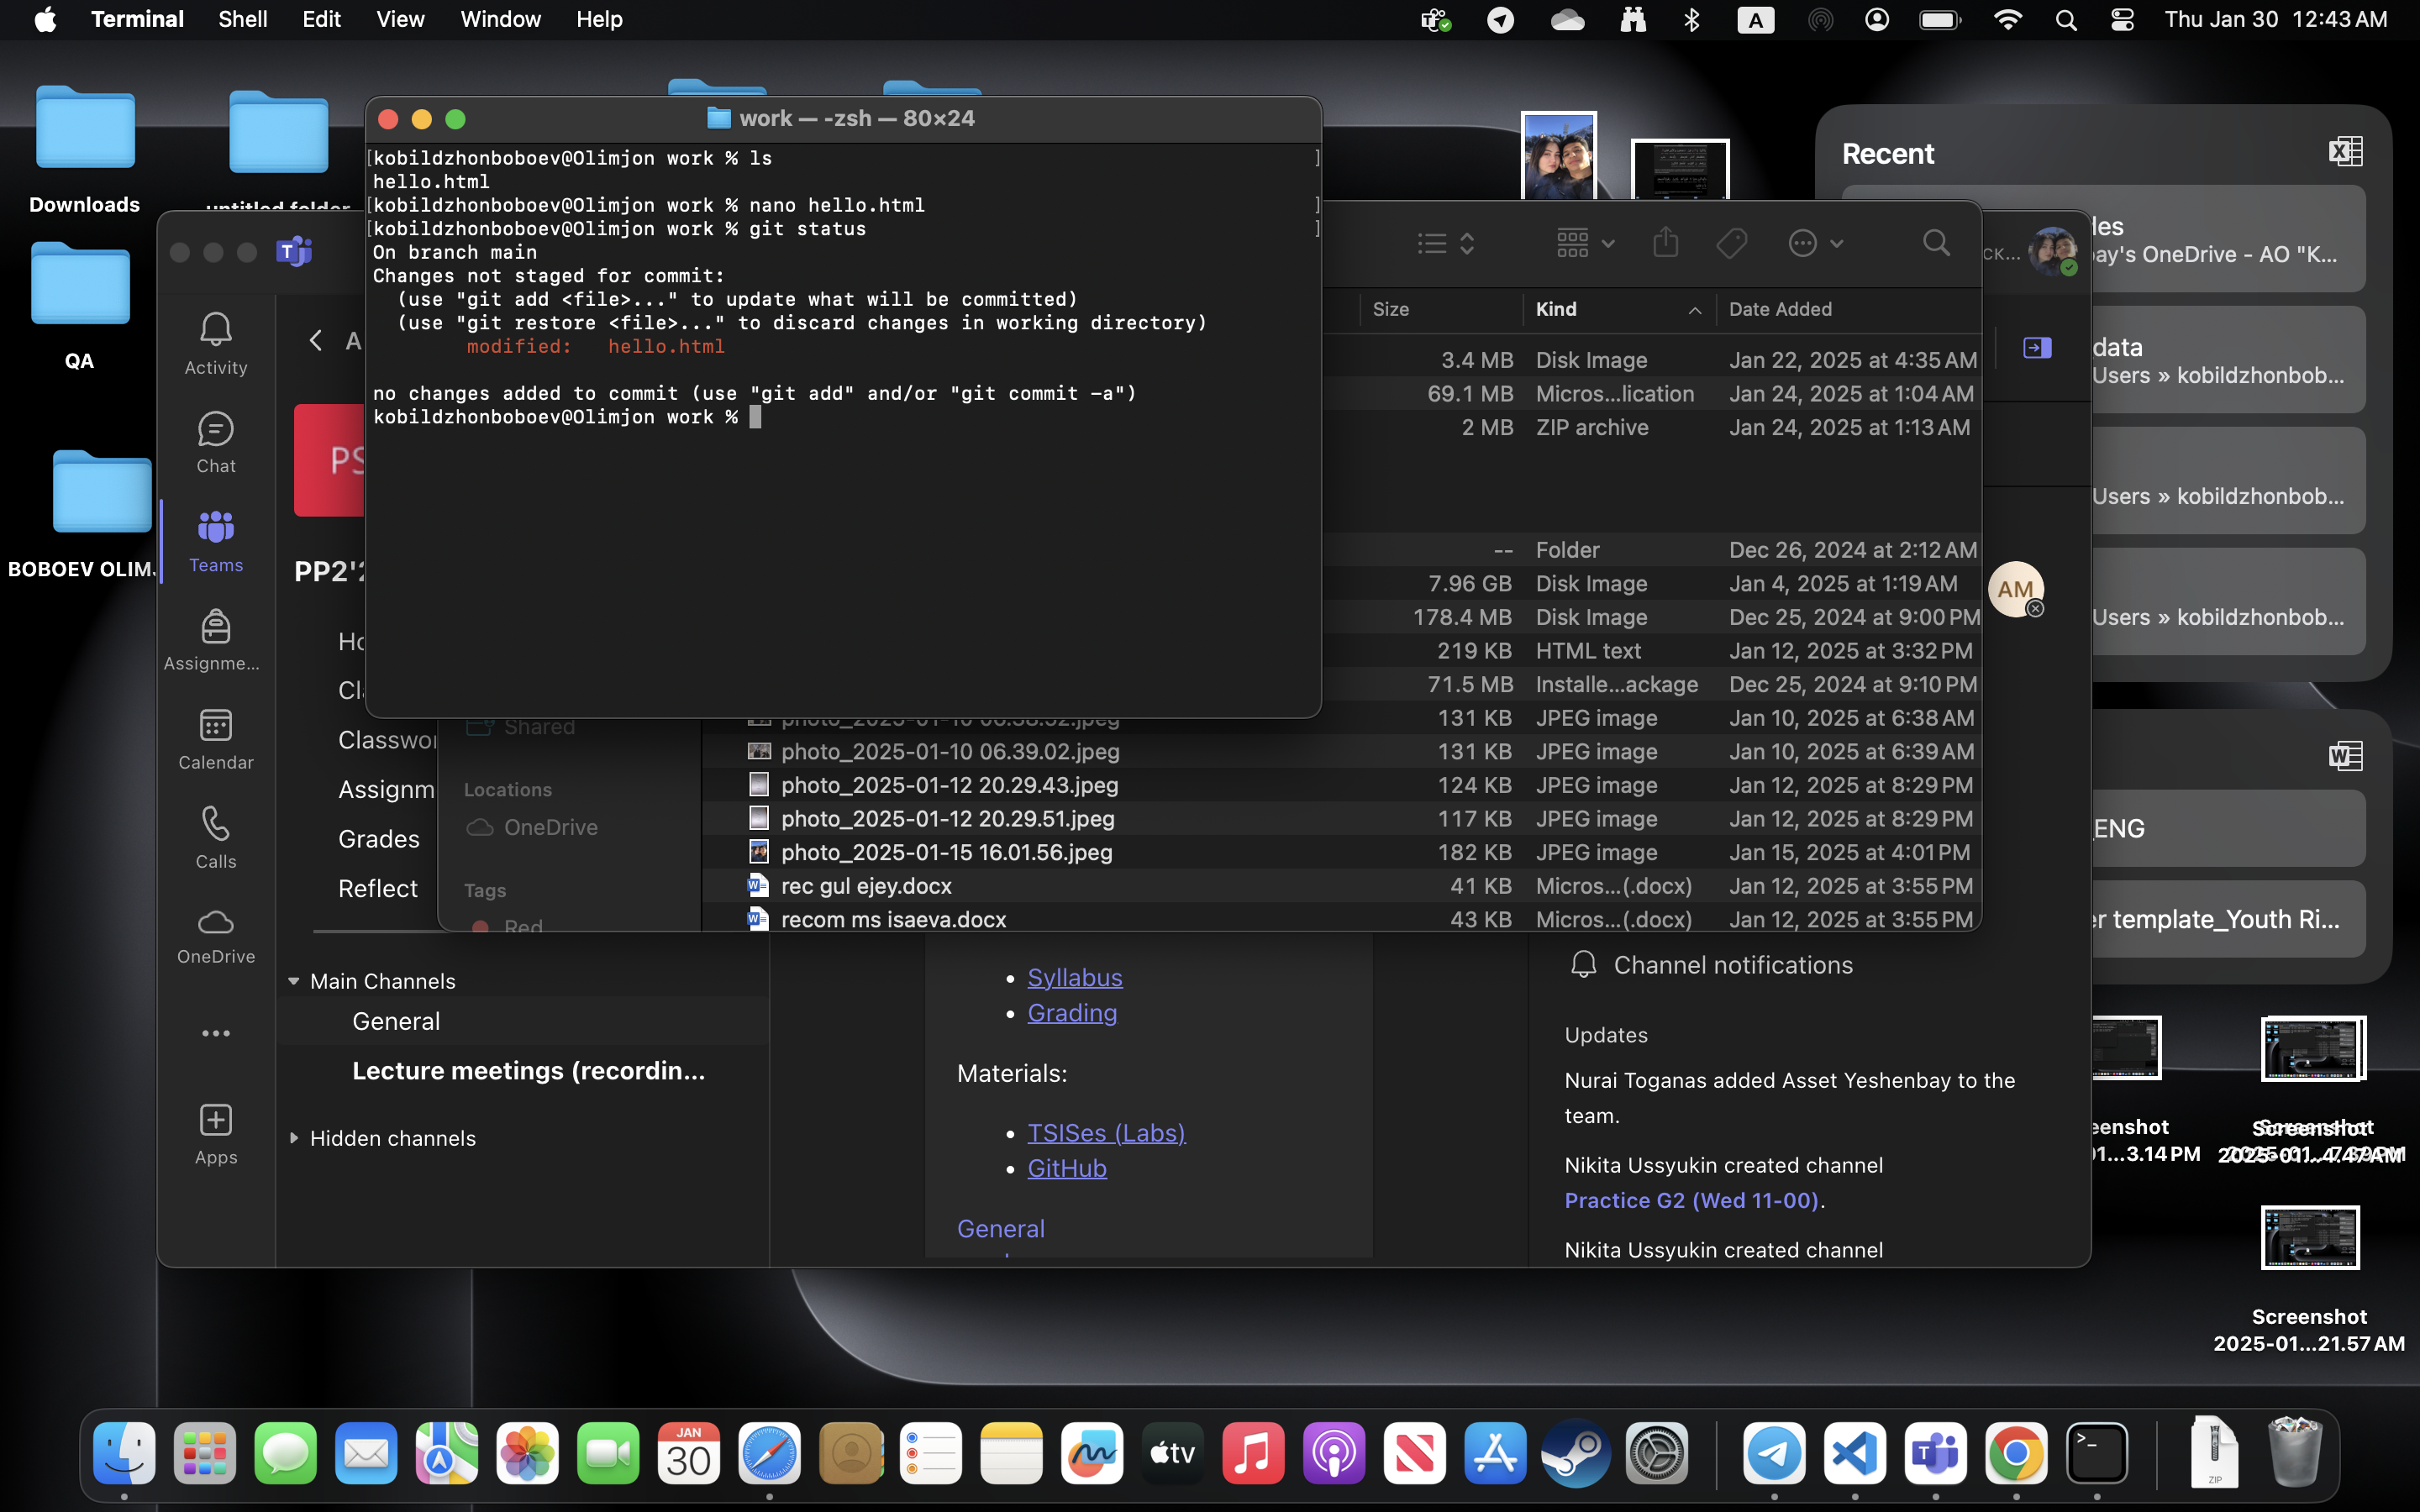 Terminal Shell Edit View Window Help
A
Thu Jan 30 12:43 AM
Downloads
QA
BOBOEV OLIM
work — -zsh — 80×24
[kobildzhonboboev@Olimjon work % ls ]
hello.html
[kobildzhonboboev@Olimjon work % nano hello.html ]
[kobildzhonboboev@Olimjon work % git status ]
On branch main
Changes not staged for commit:
(use "git add <file>..." to update what will be committed)
(use "git restore <file>..." to discard changes in working directory)
modified: hello.html
no changes added to commit (use "git add" and/or "git commit -a")
kobildzhonboboev@Olimjon work %
Activity
Chat
Teams
Assignme...
Calendar
Calls
OneDrive
Apps
A
PS
PP2'2
Ho
Cl
Classwo
Assignm
Grades
Reflect
Main Channels
General
Lecture meetings (recordin...
Hidden channels
Size Kind Date Added
3.4 MB Disk Image Jan 22, 2025 at 4:35 AM
69.1 MB Micros...lication Jan 24, 2025 at 1:04 AM
2 MB ZIP archive Jan 24, 2025 at 1:13 AM
-- Folder Dec 26, 2024 at 2:12 AM
7.96 GB Disk Image Jan 4, 2025 at 1:19 AM
178.4 MB Disk Image Dec 25, 2024 at 9:00 PM
219 KB HTML text Jan 12, 2025 at 3:32 PM
71.5 MB Installe...ackage Dec 25, 2024 at 9:10 PM
131 KB JPEG image Jan 10, 2025 at 6:38 AM
photo_2025-01-10 06.39.02.jpeg 131 KB JPEG image Jan 10, 2025 at 6:39 AM
photo_2025-01-12 20.29.43.jpeg 124 KB JPEG image Jan 12, 2025 at 8:29 PM
photo_2025-01-12 20.29.51.jpeg 117 KB JPEG image Jan 12, 2025 at 8:29 PM
photo_2025-01-15 16.01.56.jpeg 182 KB JPEG image Jan 15, 2025 at 4:01 PM
rec gul ejey.docx 41 KB Micros...(.docx) Jan 12, 2025 at 3:55 PM
recom ms isaeva.docx 43 KB Micros...(.docx) Jan 12, 2025 at 3:55 PM
Shared
Locations
OneDrive
Tags
Red
Syllabus
Grading
Materials:
TSISes (Labs)
GitHub
General
CK...
AM
Channel notifications
Updates
Nurai Toganas added Asset Yeshenbay to the
team.
Nikita Ussyukin created channel
Practice G2 (Wed 11-00).
Nikita Ussyukin created channel
Recent
les
ay's OneDrive - AO "K...
data
Users » kobildzhonbob...
Users » kobildzhonbob...
Users » kobildzhonbob...
ENG
er template_Youth Ri...
eenshot
01...3.14 PM
Screenshot
Screenshot
2025-01...21.57 AM
JAN
30
tv
ZIP